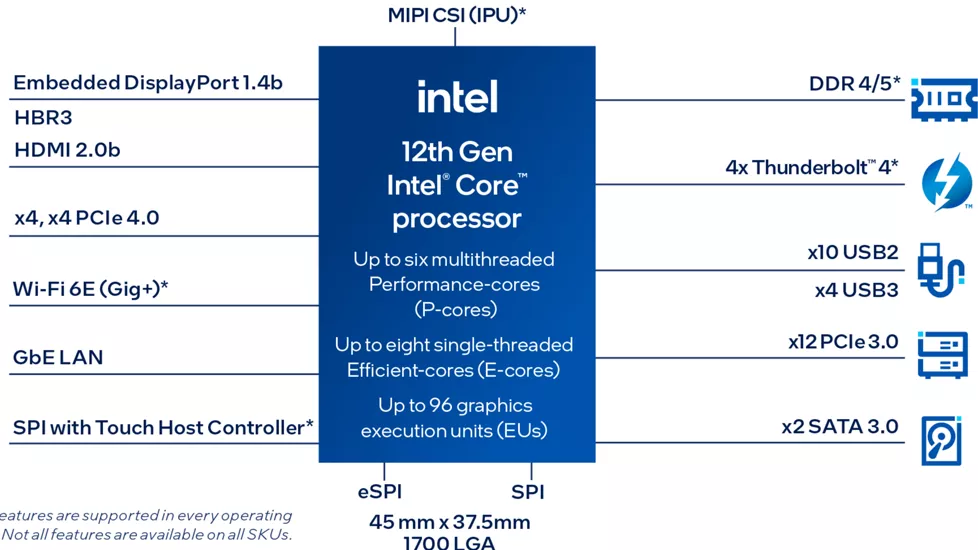 MIPI CSI (IPU)*
Embedded DisplayPort 1.4b
HBR3
HDMI 2.0b
x4, x4 PCIe 4.0
Wi-Fi 6E (Gig+)*
GbE LAN
SPI with Touch Host Controller*
intel
12th Gen
Intel® Core™
processor
Up to six multithreaded
Performance-cores
(P-cores)
Up to eight single-threaded
Efficient-cores (E-cores)
Up to 96 graphics
execution units (EUs)
DDR 4/5*
4x Thunderbolt™ 4*
TM
x10 USB2
x4 USB3
x12 PCIe 3.0
x2 SATA 3.0
eSPI
SPI
45 mm x 37.5mm
1700 LGA
are supported in every operating
Not all features are available on all SKUs.